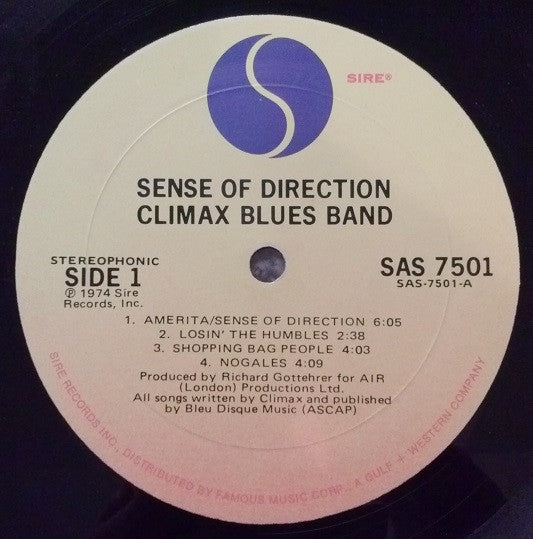 SIRE®
SENSE OF DIRECTION
CLIMAX BLUES BAND
STEREOPHONIC
SIDE 1
℗ 1974 Sire
Records, Inc.
SAS 7501
SAS-7501-A
1. AMERITA/SENSE OF DIRECTION 6:05
2. LOSIN' THE HUMBLES 2:38
3. SHOPPING BAG PEOPLE 4:03
4. NOGALES 4:09
Produced by Richard Gottehrer for AIR
(London) Productions Ltd.
All songs written by Climax and published
by Bleu Disque Music (ASCAP)
SIRE RECORDS INC., DISTRIBUTED BY FAMOUS MUSIC CORP., A GULF + WESTERN COMPANY